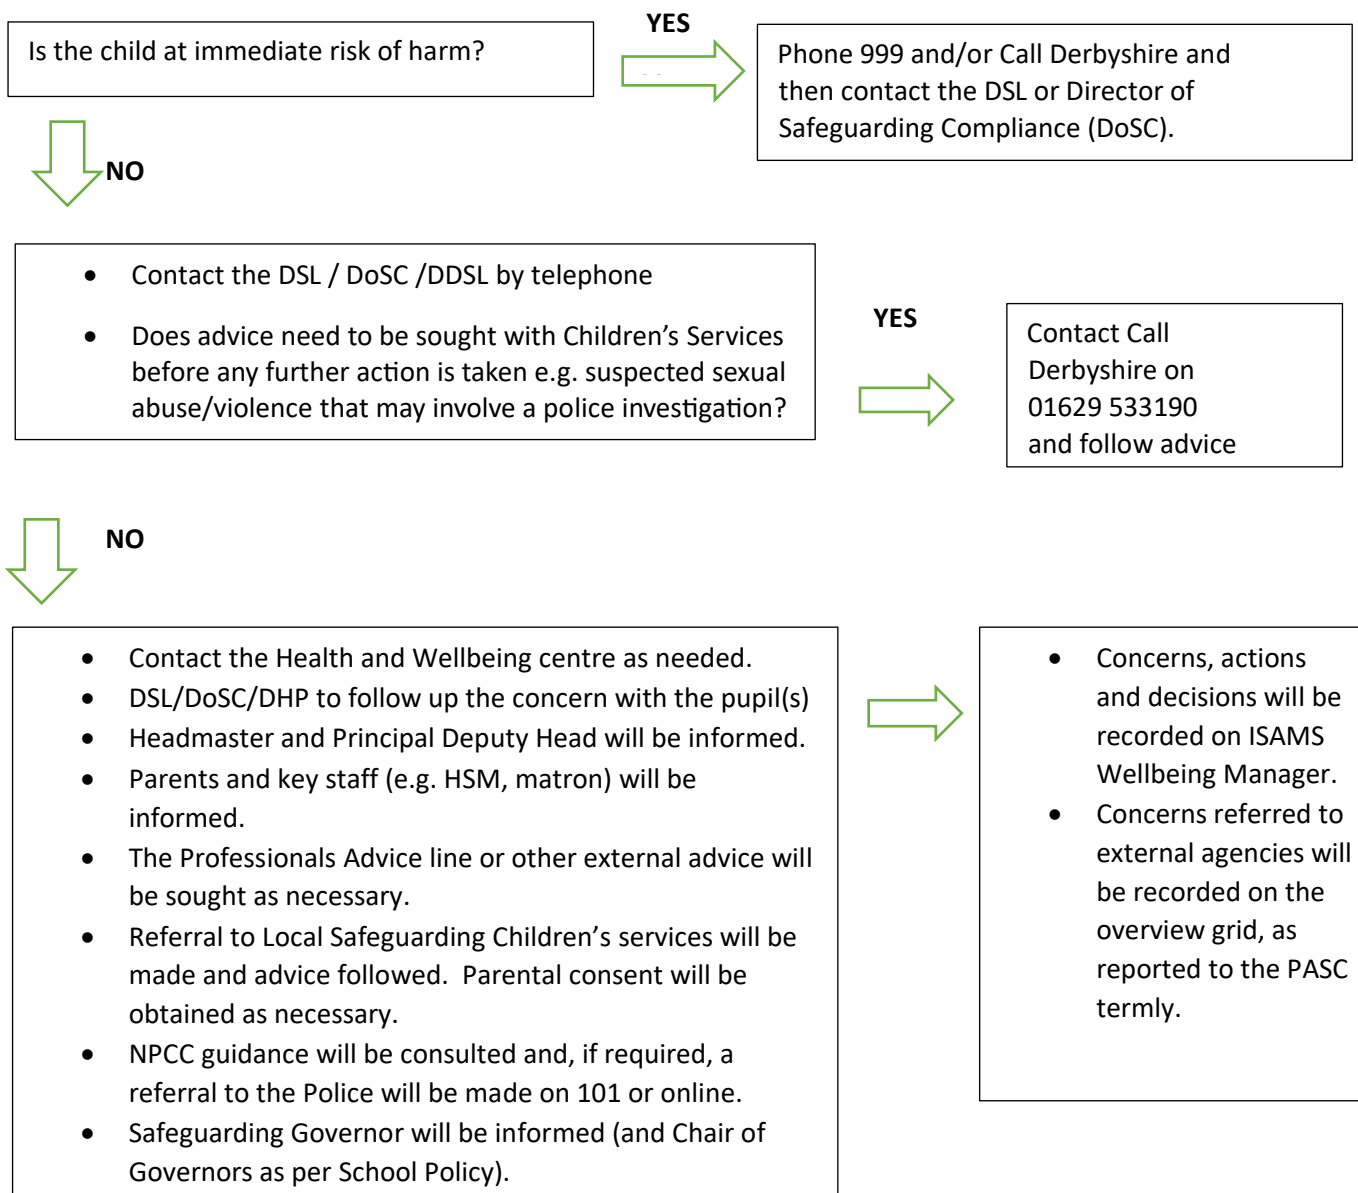 Is the child at immediate risk of harm?
YES
Phone 999 and/or Call Derbyshire and
then contact the DSL or Director of
Safeguarding Compliance (DoSC).
NO
• Contact the DSL / DoSC /DDSL by telephone
• Does advice need to be sought with Children’s Services
before any further action is taken e.g. suspected sexual
abuse/violence that may involve a police investigation?
YES
Contact Call
Derbyshire on
01629 533190
and follow advice
NO
• Contact the Health and Wellbeing centre as needed.
• DSL/DoSC/DHP to follow up the concern with the pupil(s)
• Headmaster and Principal Deputy Head will be informed.
• Parents and key staff (e.g. HSM, matron) will be
informed.
• The Professionals Advice line or other external advice will
be sought as necessary.
• Referral to Local Safeguarding Children’s services will be
made and advice followed.  Parental consent will be
obtained as necessary.
• NPCC guidance will be consulted and, if required, a
referral to the Police will be made on 101 or online.
• Safeguarding Governor will be informed (and Chair of
Governors as per School Policy).
• Concerns, actions
and decisions will be
recorded on ISAMS
Wellbeing Manager.
• Concerns referred to
external agencies will
be recorded on the
overview grid, as
reported to the PASC
termly.